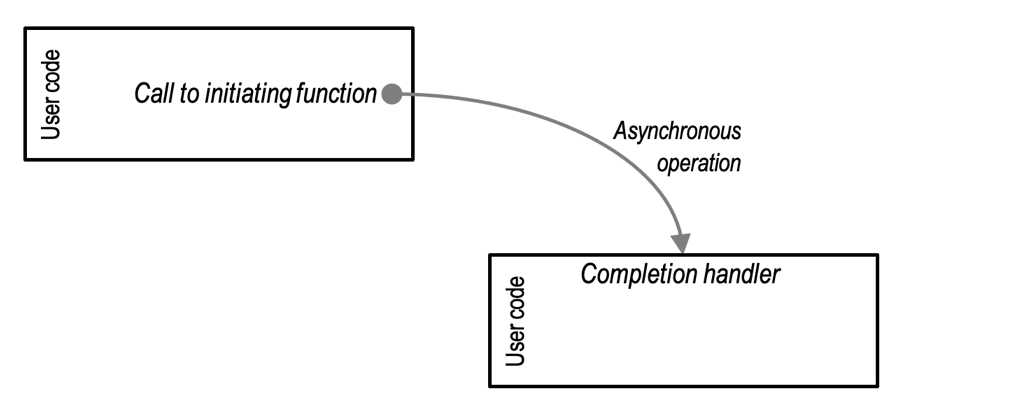 User code
Call to initiating function
Asynchronous
operation
User code
Completion handler